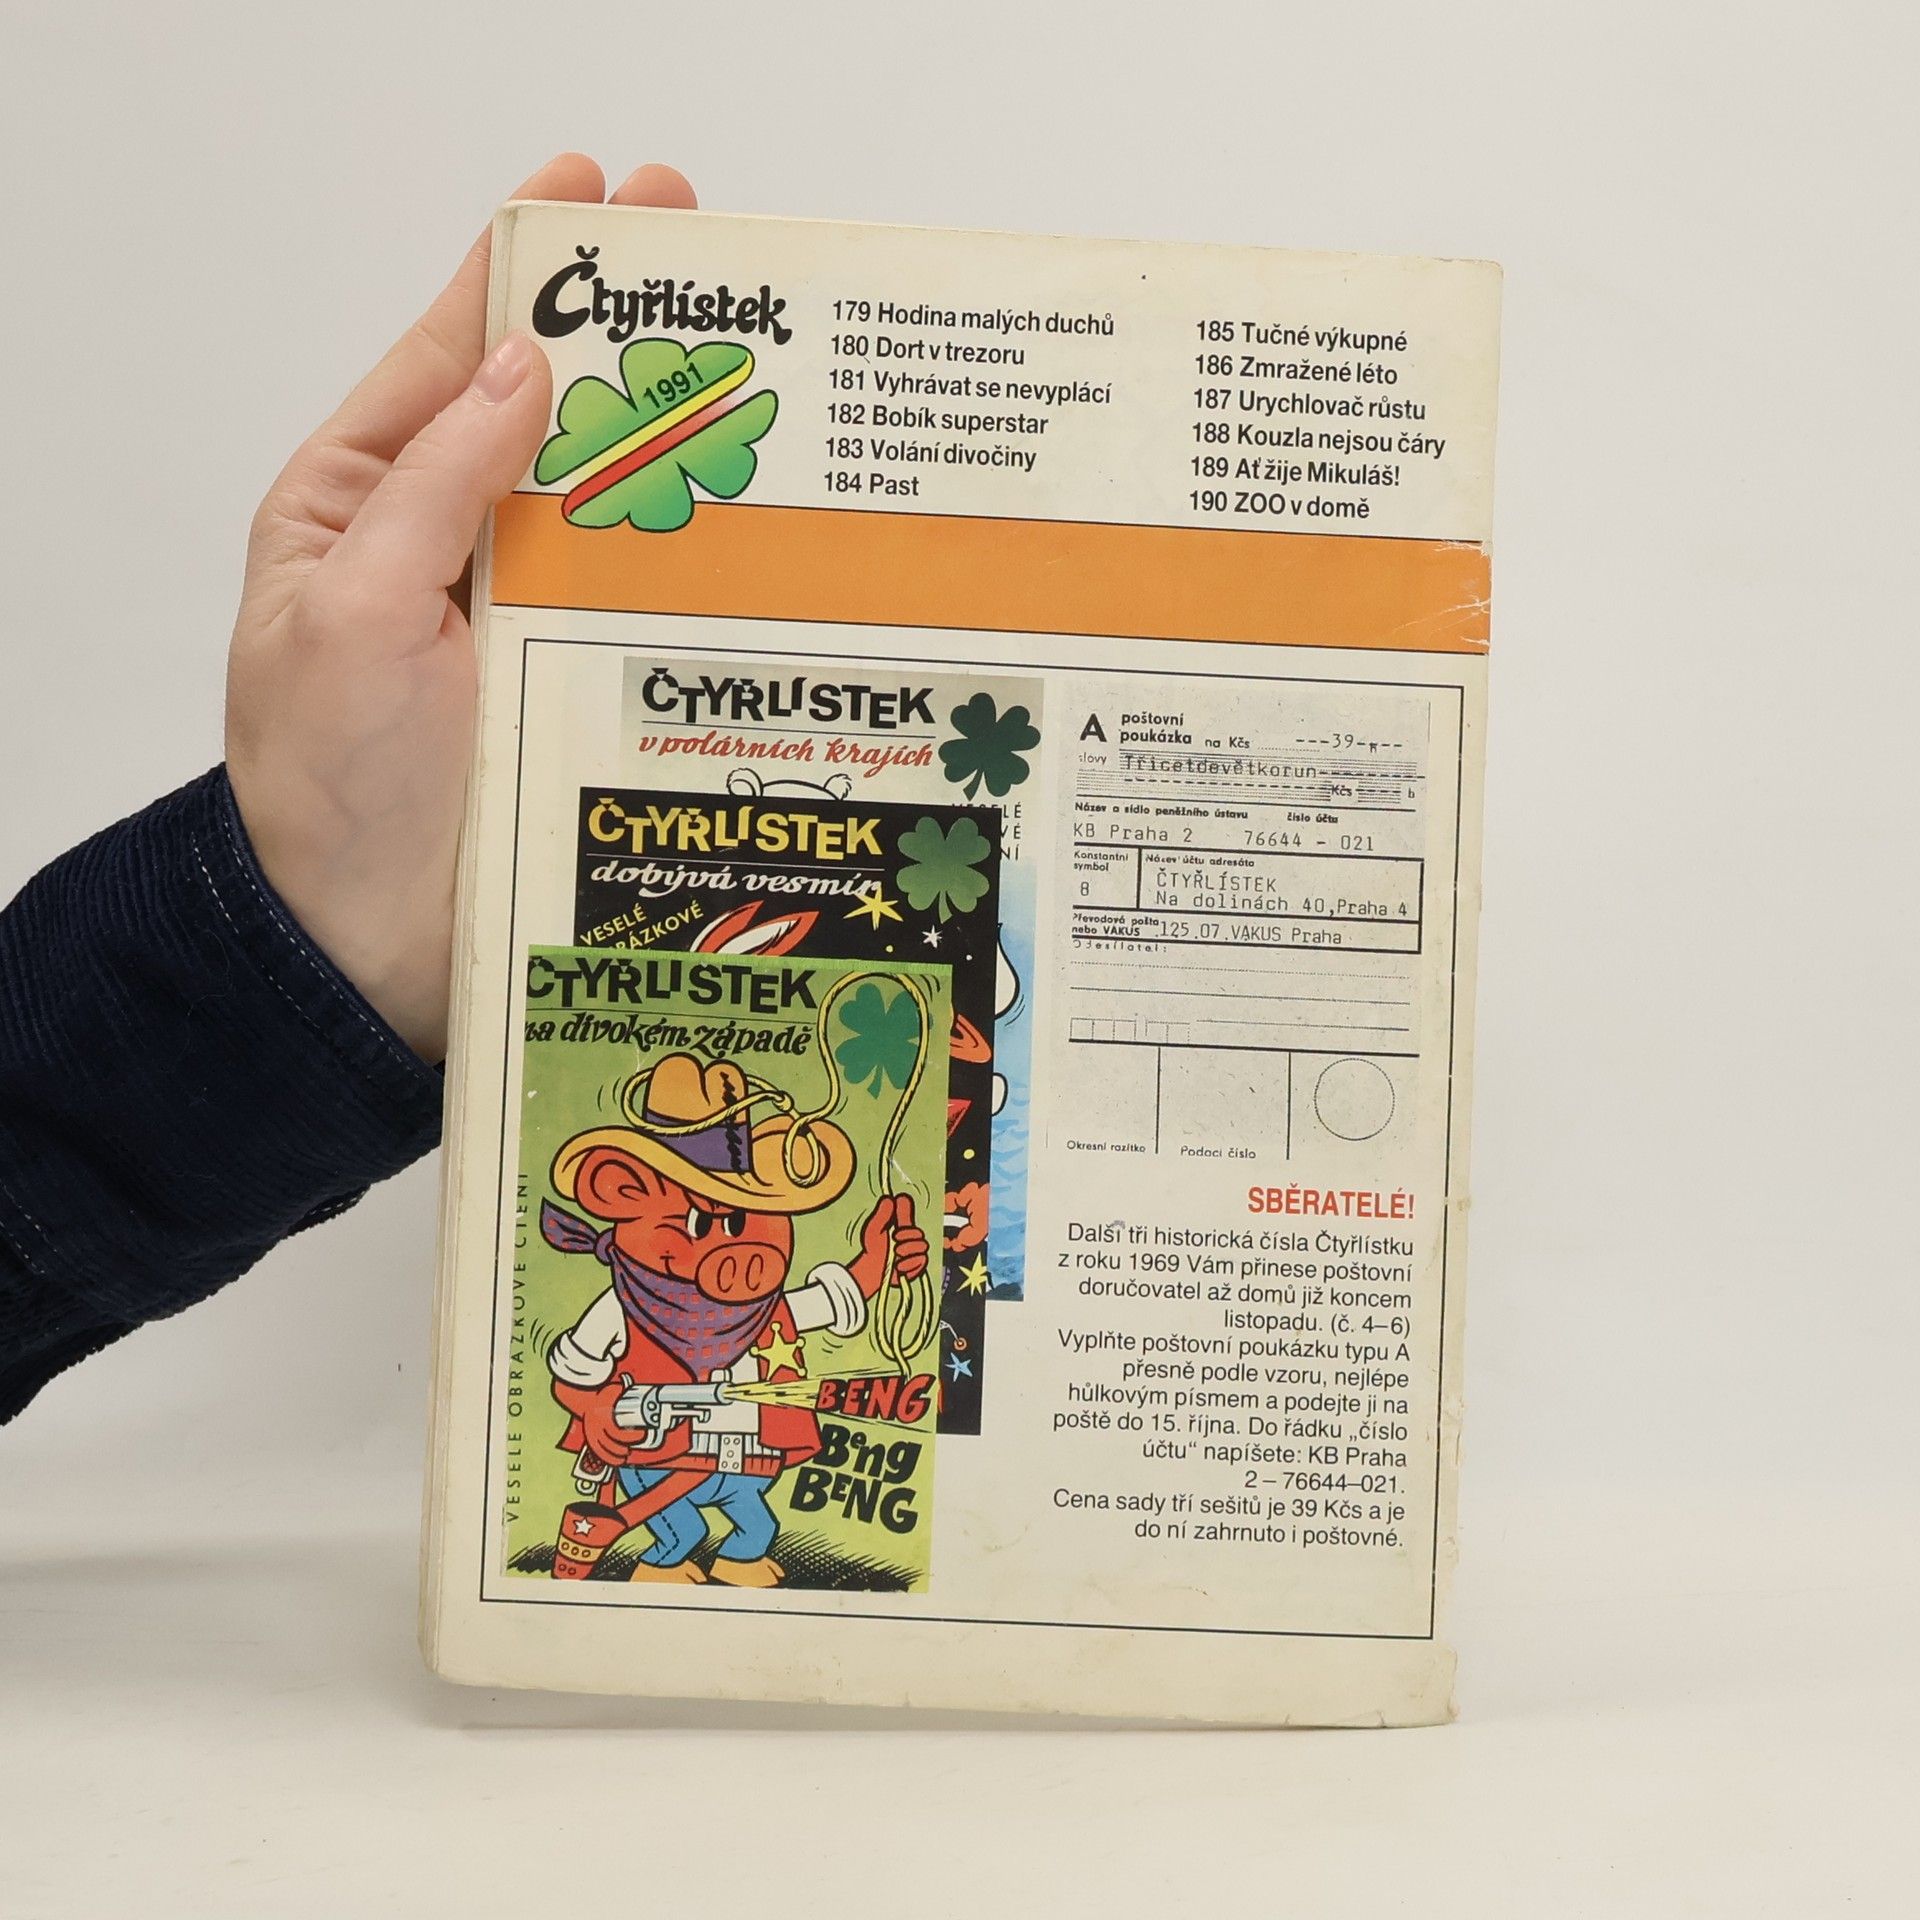 Čtyřlístek
1991
179 Hodina malých duchů
180 Dort v trezoru
181 Vyhrávat se nevyplácí
182 Bobík superstar
183 Volání divočiny
184 Past
185 Tučné výkupné
186 Zmražené léto
187 Urychlovač růstu
188 Kouzla nejsou čáry
189 Ať žije Mikuláš!
190 ZOO v domě
ČTYŘLÍSTEK
v polárních krajích
ČTYŘLÍSTEK
dobývá vesmír
VESELÉ
ČTYŘLÍSTEK
na divokém západě
VESELÉ OBRÁZKOVÉ ČTENÍ
BENG
Beng
BENG
A poštovní
poukázka na Kčs ---39-
slovy Třicetdevětkorun
Kčs h
Název a sídlo peněžního ústavu číslo účtu
KB Praha 2 76644 - 021
Konstantní
symbol
8
Název účtu adresáta
ČTYŘLÍSTEK
Na dolinách 40,Praha 4
Převodová pošta
nebo VAKUS 125.07.VAKUS Praha
Odesílatel:
Okresní razítko Podací číslo
SBĚRATELÉ!
Další tři historická čísla Čtyřlístku
z roku 1969 Vám přinese poštovní
doručovatel až domů již koncem
listopadu. (č. 4–6)
Vyplňte poštovní poukázku typu A
přesně podle vzoru, nejlépe
hůlkovým písmem a podejte ji na
poště do 15. října. Do řádku „číslo
účtu“ napíšete: KB Praha
2 – 76644–021.
Cena sady tří sešitů je 39 Kčs a je
do ní zahrnuto i poštovné.